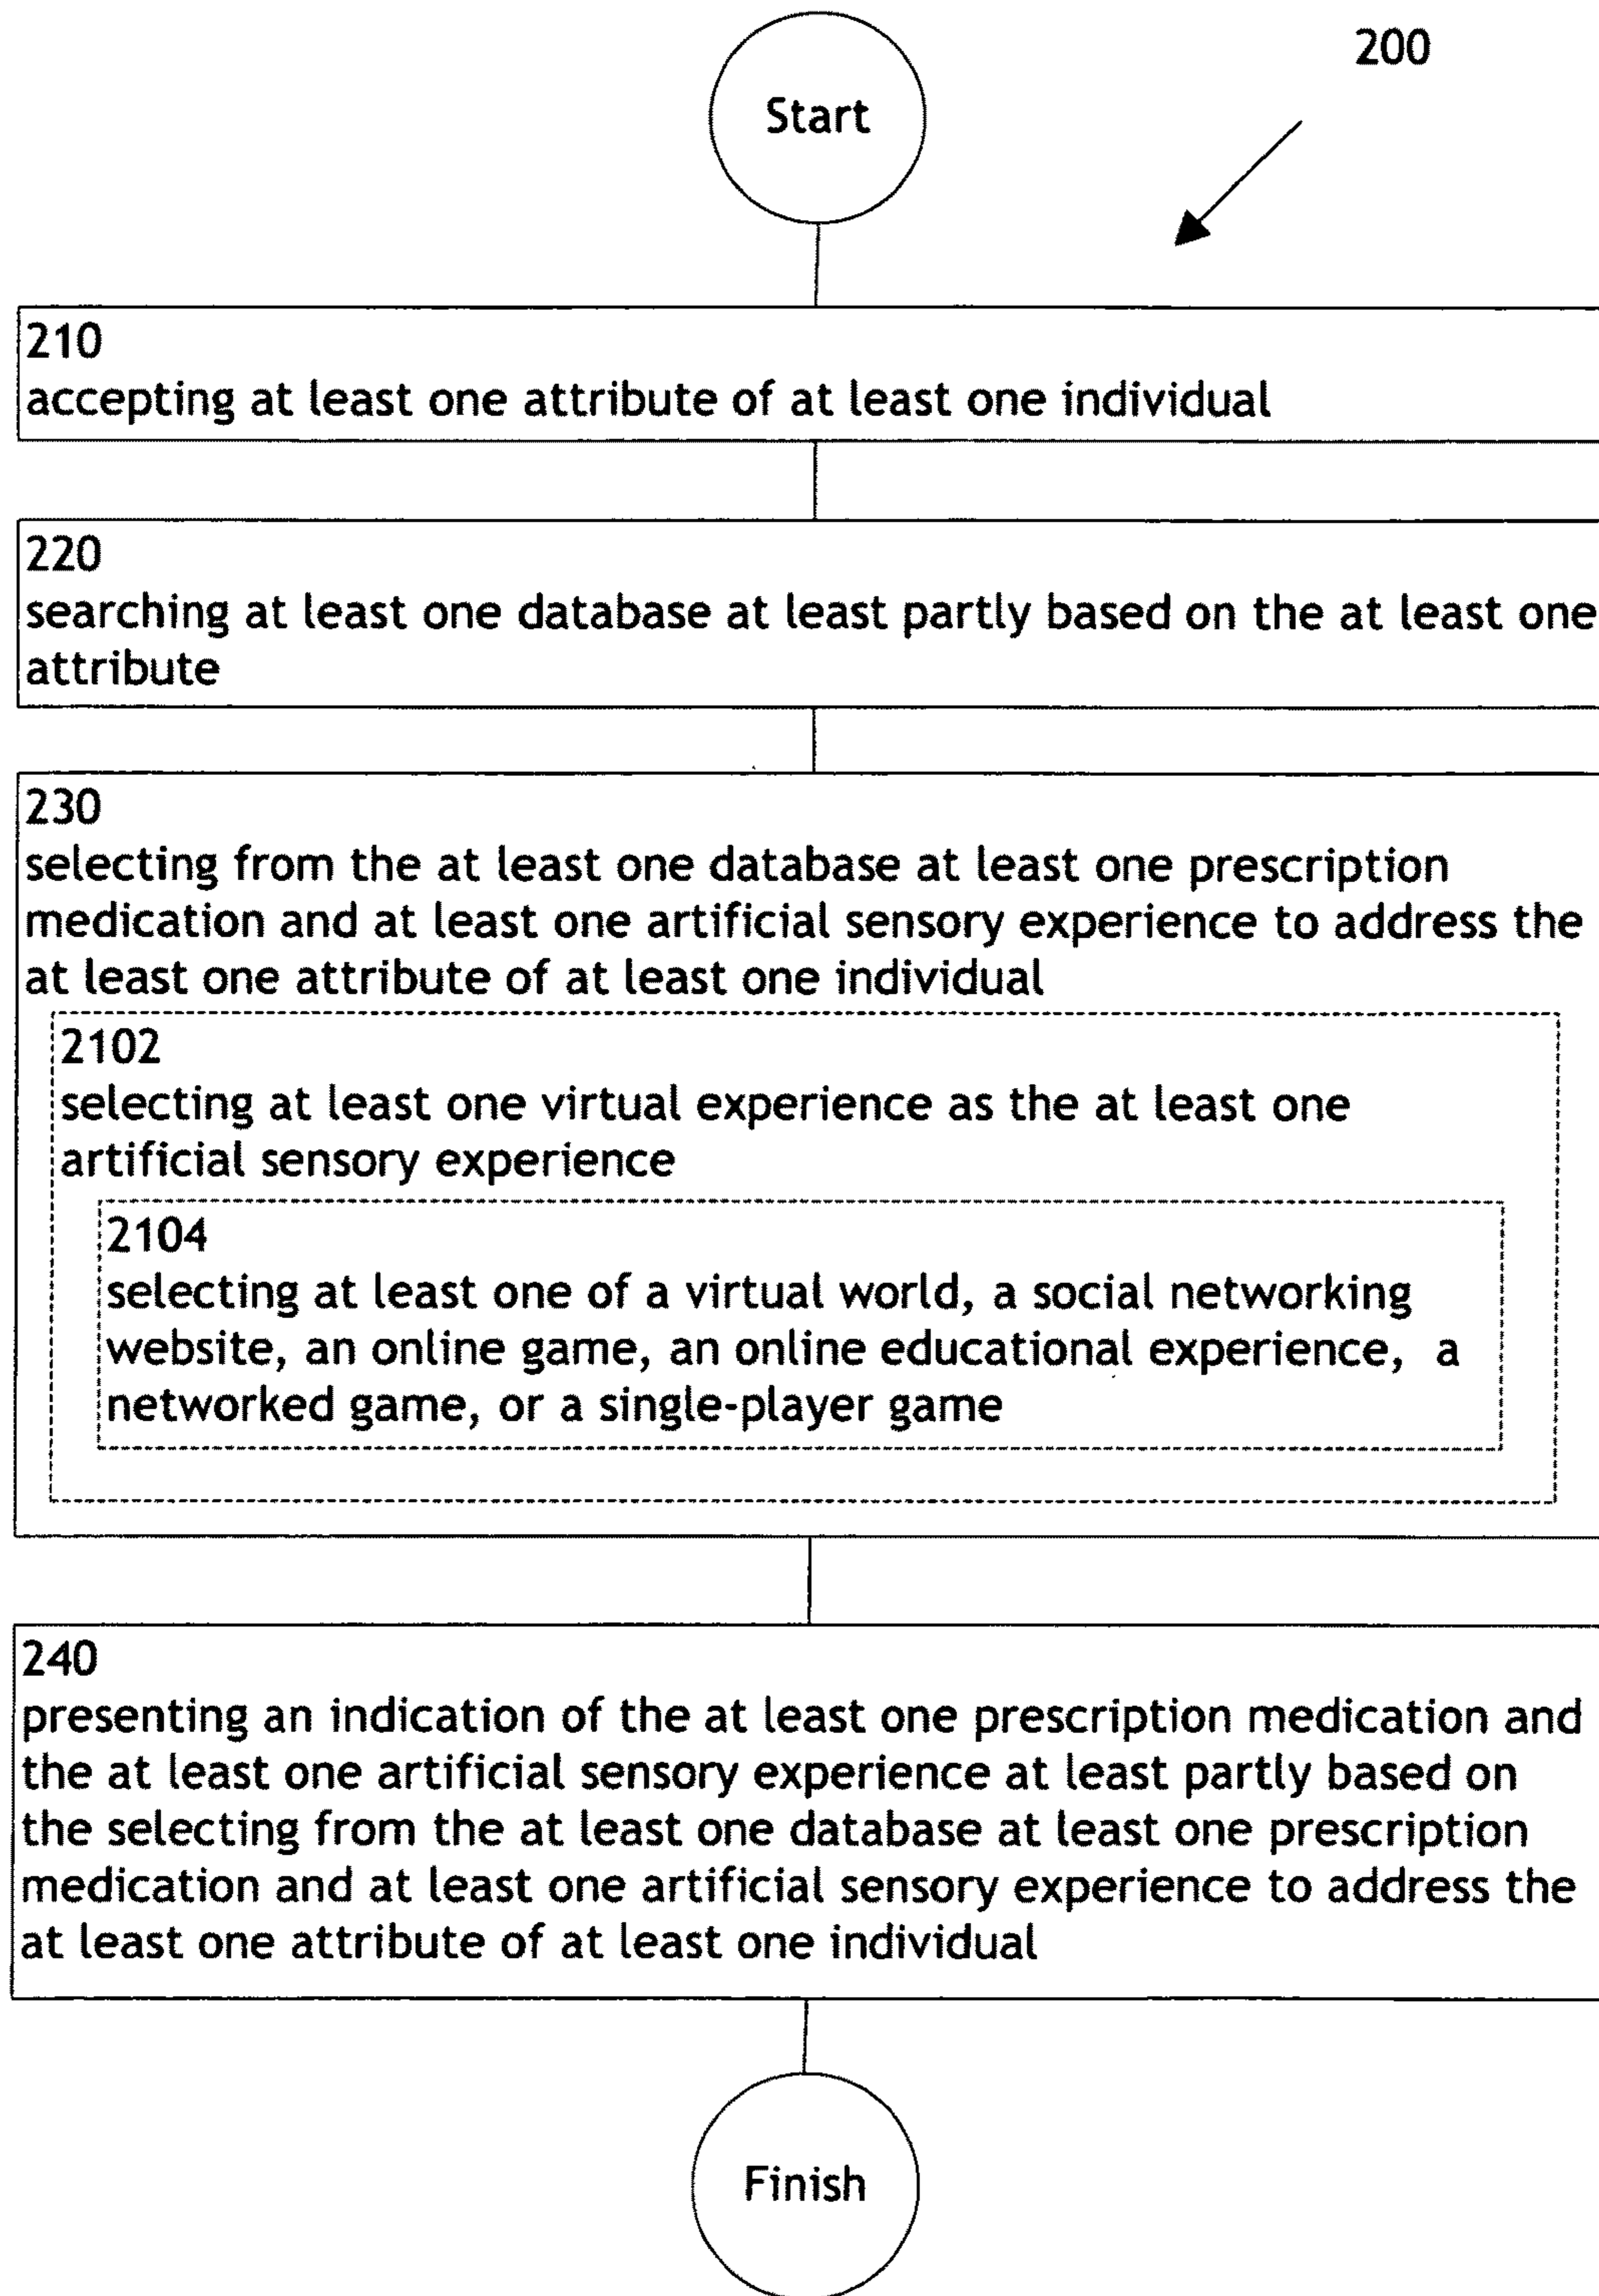 200
Start
210
accepting at least one attribute of at least one individual
220
searching at least one database at least partly based on the at least one
attribute
230
selecting from the at least one database at least one prescription
medication and at least one artificial sensory experience to address the
at least one attribute of at least one individual
2102
selecting at least one virtual experience as the at least one
artificial sensory experience
2104
selecting at least one of a virtual world, a social networking
website, an online game, an online educational experience, a
networked game, or a single-player game
240
presenting an indication of the at least one prescription medication and
the at least one artificial sensory experience at least partly based on
the selecting from the at least one database at least one prescription
medication and at least one artificial sensory experience to address the
at least one attribute of at least one individual
Finish